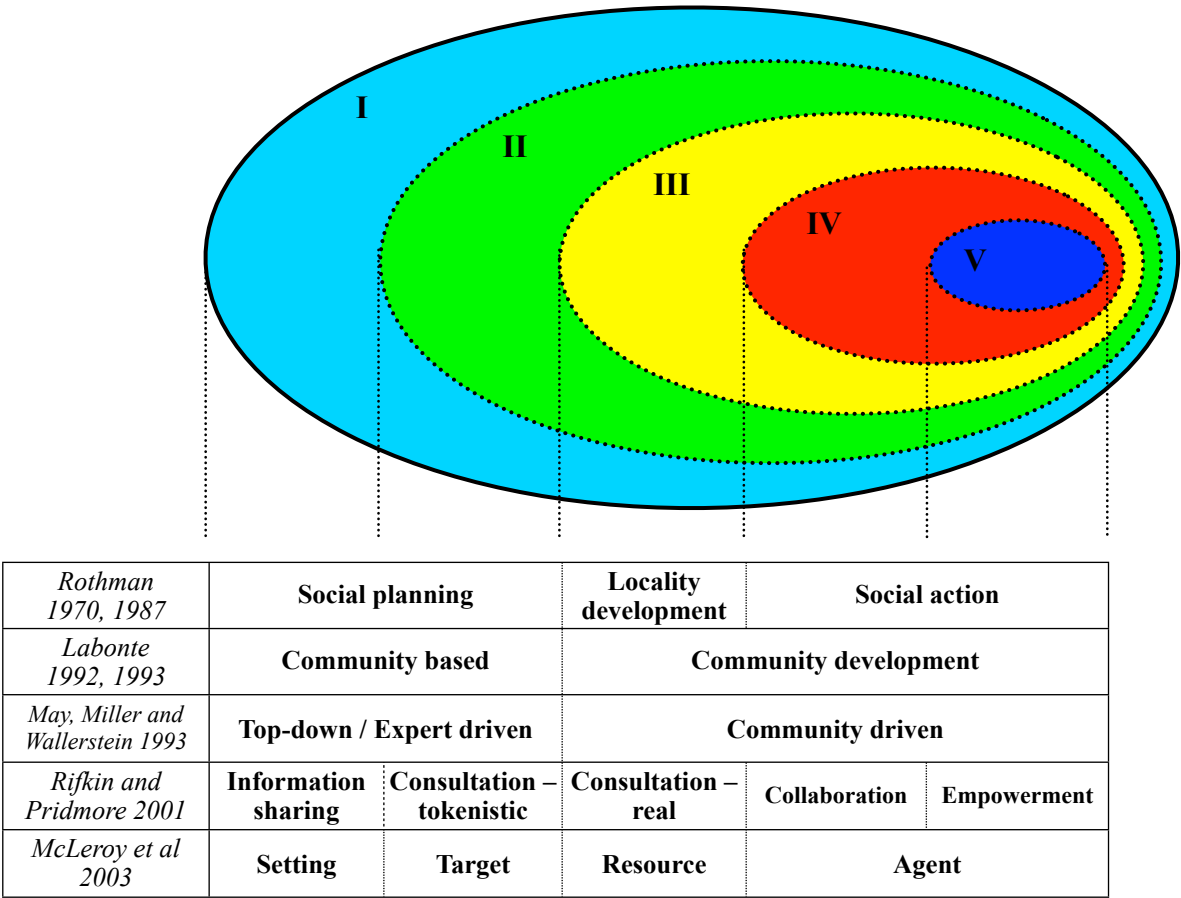 I
II
III
IV
V
Rothman
1970, 1987
Social planning
Locality
development
Social action
Labonte
1992, 1993
Community based
Community development
May, Miller and
Wallerstein 1993
Top-down / Expert driven
Community driven
Rifkin and
Pridmore 2001
Information
sharing
Consultation –
tokenistic
Consultation –
real
Collaboration
Empowerment
McLeroy et al
2003
Setting
Target
Resource
Agent